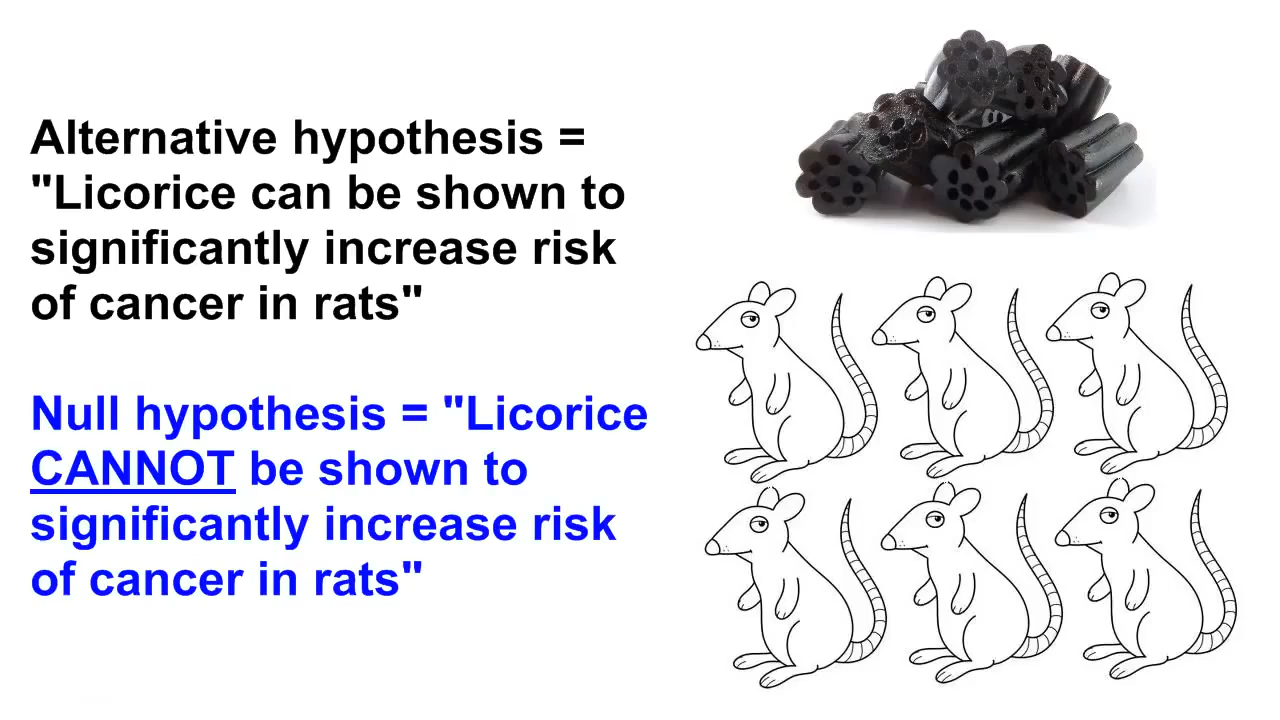 Alternative hypothesis =
"Licorice can be shown to
significantly increase risk
of cancer in rats"
Null hypothesis = "Licorice
CANNOT be shown to
significantly increase risk
of cancer in rats"